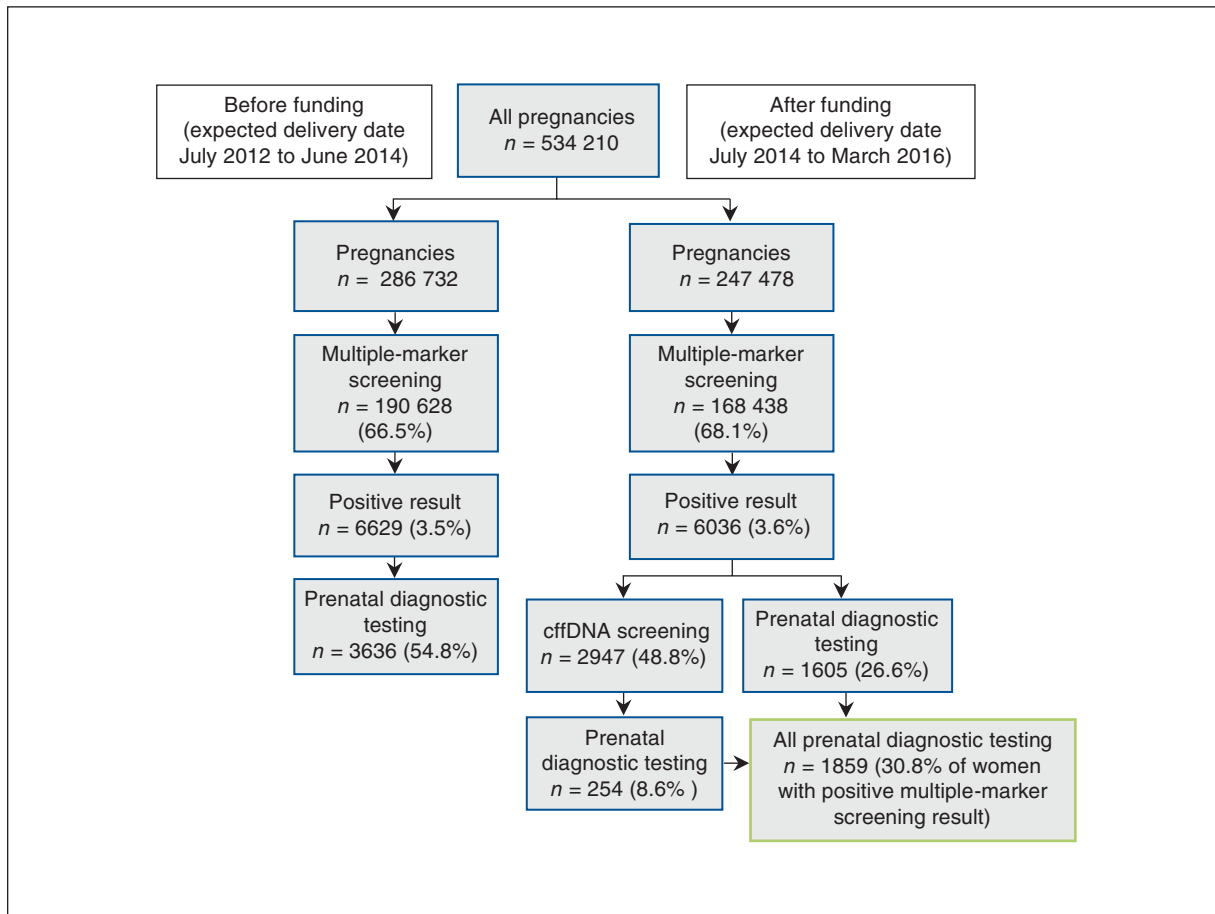 Before funding
(expected delivery date
July 2012 to June 2014)
All pregnancies
n = 534 210
After funding
(expected delivery date
July 2014 to March 2016)
Pregnancies
n = 286 732
Pregnancies
n = 247 478
Multiple-marker
screening
n = 190 628
(66.5%)
Multiple-marker
screening
n = 168 438
(68.1%)
Positive result
n = 6629 (3.5%)
Positive result
n = 6036 (3.6%)
Prenatal diagnostic
testing
n = 3636 (54.8%)
cffDNA screening
n = 2947 (48.8%)
Prenatal diagnostic
testing
n = 1605 (26.6%)
Prenatal
diagnostic testing
n = 254 (8.6% )
All prenatal diagnostic testing
n = 1859 (30.8% of women
with positive multiple-marker
screening result)